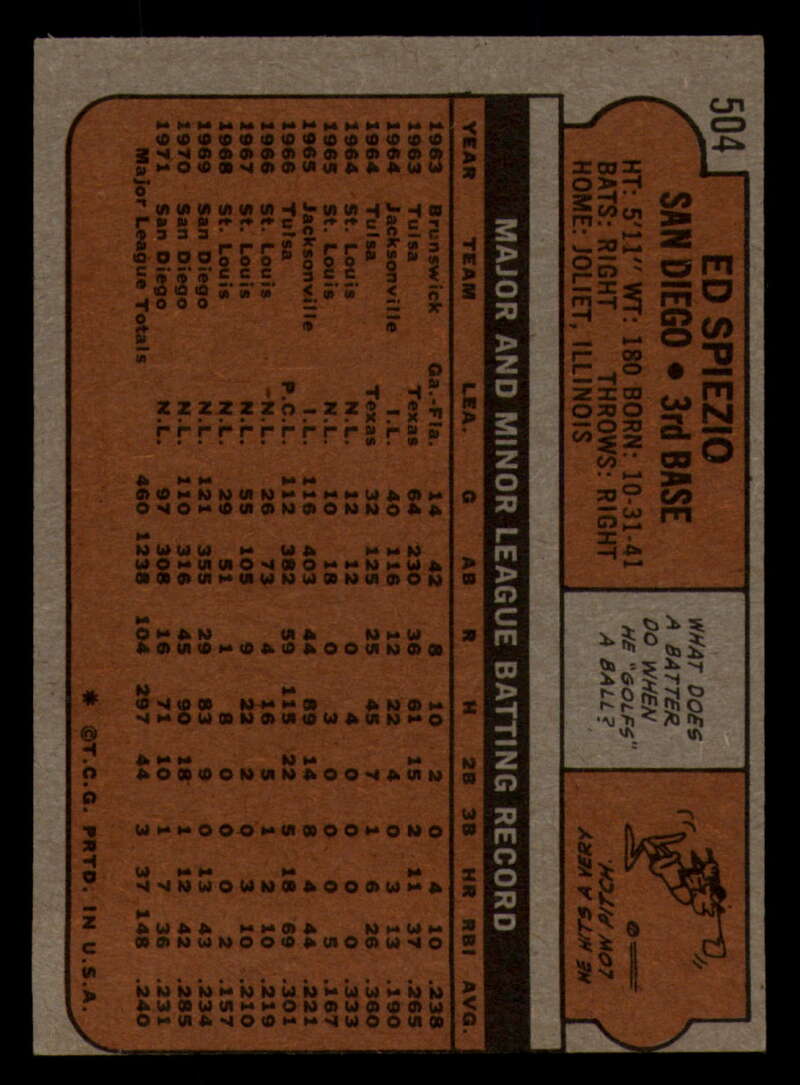 504
ED SPIEZIO
SAN DIEGO • 3rd BASE
HT: 5'11" WT: 180 BORN: 10-31-41
BATS: RIGHT THROWS: RIGHT
HOME: JOLIET, ILLINOIS
WHAT DOES
A BATTER
DO WHEN
HE "GOLFS"
A BALL?
HE HITS A VERY
LOW PITCH.
MAJOR AND MINOR LEAGUE BATTING RECORD
YEAR TEAM LEA. G AB R H 2B 3B HR RBI AVG.
1963 Brunswick Ga.-Fla. 14 42 8 10 2 0 4 10 .238
1963 Tulsa Texas 64 230 36 61 15 2 11 37 .265
1964 Jacksonville I.L. 40 116 12 22 4 0 3 13 .190
1964 Tulsa Texas 32 125 25 45 7 1 6 26 .360
1964 St. Louis N.L. 12 12 0 4 0 0 0 0 .333
1965 St. Louis N.L. 10 18 0 3 0 0 0 5 .167
1965 Jacksonville I.L. 116 403 44 89 14 8 4 44 .221
1966 Tulsa P.C.L. 112 382 59 115 22 5 18 69 .301
1966 St. Louis N.L. 26 73 4 16 5 1 2 10 .219
1967 St. Louis N.L. 55 105 9 22 2 0 3 10 .210
1968 St. Louis N.L. 29 51 1 8 0 0 0 2 .157
1969 San Diego N.L. 121 355 29 83 9 0 13 43 .234
1970 San Diego N.L. 110 316 45 90 18 1 12 42 .285
1971 San Diego N.L. 97 308 16 71 10 1 7 36 .231
Major League Totals 460 1238 104 297 44 3 37 148 .240
* ©T.C.G. PRTD. IN U.S.A.